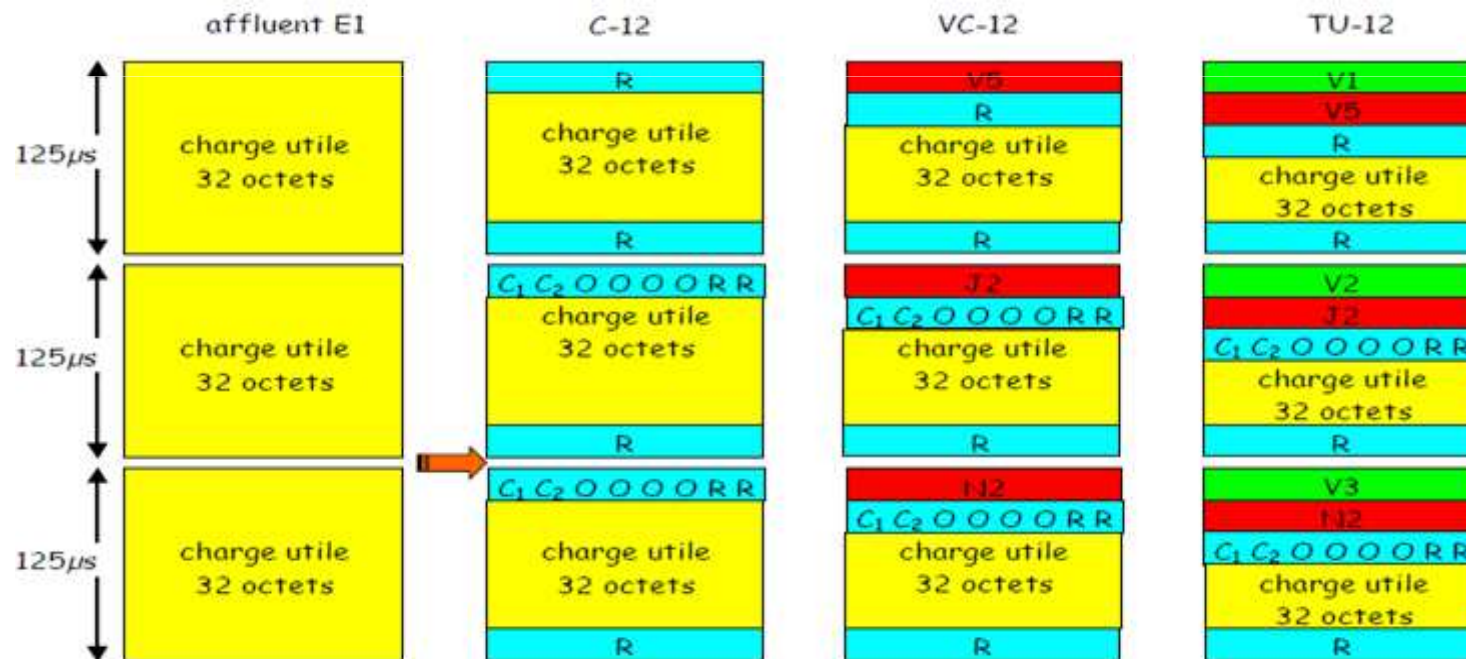 affluent E1 C-12 VC-12 TU-12
R V5 V1
R V5
R
125µs
charge utile
32 octets
charge utile
32 octets
charge utile
32 octets
charge utile
32 octets
R R R
C₁ C₂ O O O O R R J2 V2
C₁ C₂ O O O O R R J2
C₁ C₂ O O O O R R
125µs
charge utile
32 octets
charge utile
32 octets
charge utile
32 octets
charge utile
32 octets
R R R
C₁ C₂ O O O O R R N2 V3
C₁ C₂ O O O O R R N2
C₁ C₂ O O O O R R
125µs
charge utile
32 octets
charge utile
32 octets
charge utile
32 octets
charge utile
32 octets
R R R